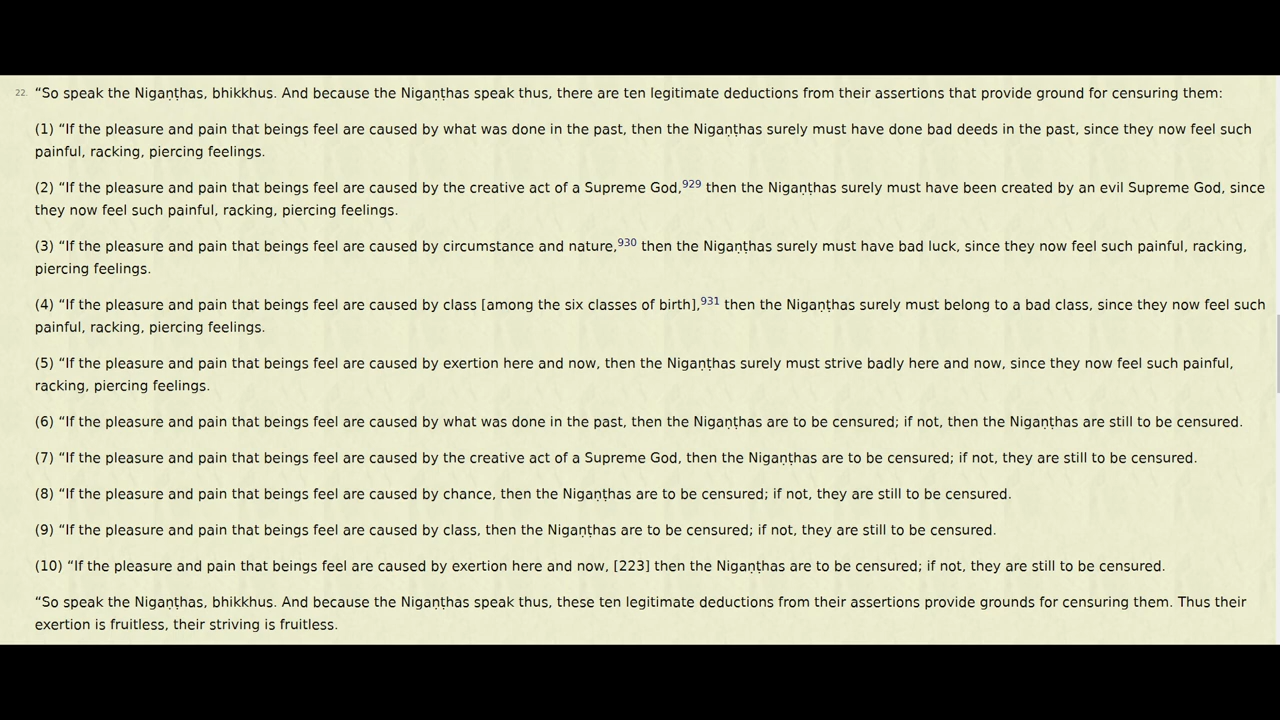 22. “So speak the Nigaṇṭhas, bhikkhus. And because the Nigaṇṭhas speak thus, there are ten legitimate deductions from their assertions that provide ground for censuring them:
(1) “If the pleasure and pain that beings feel are caused by what was done in the past, then the Nigaṇṭhas surely must have done bad deeds in the past, since they now feel such
painful, racking, piercing feelings.
(2) “If the pleasure and pain that beings feel are caused by the creative act of a Supreme God,929 then the Nigaṇṭhas surely must have been created by an evil Supreme God, since
they now feel such painful, racking, piercing feelings.
(3) “If the pleasure and pain that beings feel are caused by circumstance and nature,930 then the Nigaṇṭhas surely must have bad luck, since they now feel such painful, racking,
piercing feelings.
(4) “If the pleasure and pain that beings feel are caused by class [among the six classes of birth],931 then the Nigaṇṭhas surely must belong to a bad class, since they now feel such
painful, racking, piercing feelings.
(5) “If the pleasure and pain that beings feel are caused by exertion here and now, then the Nigaṇṭhas surely must strive badly here and now, since they now feel such painful,
racking, piercing feelings.
(6) “If the pleasure and pain that beings feel are caused by what was done in the past, then the Nigaṇṭhas are to be censured; if not, then the Nigaṇṭhas are still to be censured.
(7) “If the pleasure and pain that beings feel are caused by the creative act of a Supreme God, then the Nigaṇṭhas are to be censured; if not, they are still to be censured.
(8) “If the pleasure and pain that beings feel are caused by chance, then the Nigaṇṭhas are to be censured; if not, they are still to be censured.
(9) “If the pleasure and pain that beings feel are caused by class, then the Nigaṇṭhas are to be censured; if not, they are still to be censured.
(10) “If the pleasure and pain that beings feel are caused by exertion here and now, [223] then the Nigaṇṭhas are to be censured; if not, they are still to be censured.
“So speak the Nigaṇṭhas, bhikkhus. And because the Nigaṇṭhas speak thus, these ten legitimate deductions from their assertions provide grounds for censuring them. Thus their
exertion is fruitless, their striving is fruitless.